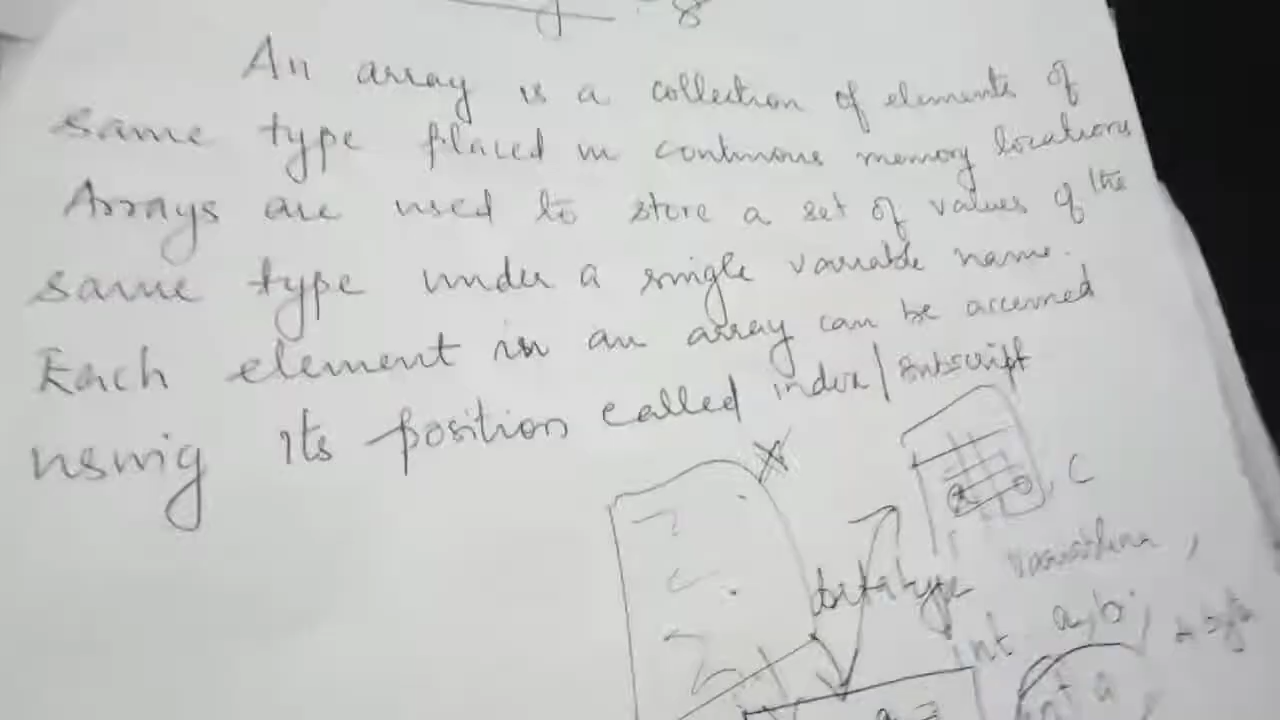 8
An array is a collection of elements of
same type placed in continuous memory locations
Arrays are used to store a set of values of the
same type under a single variable name.
Each element in an array can be accessed
using its position called index/subscript
, C
datatype
int a,b;
int a
a =